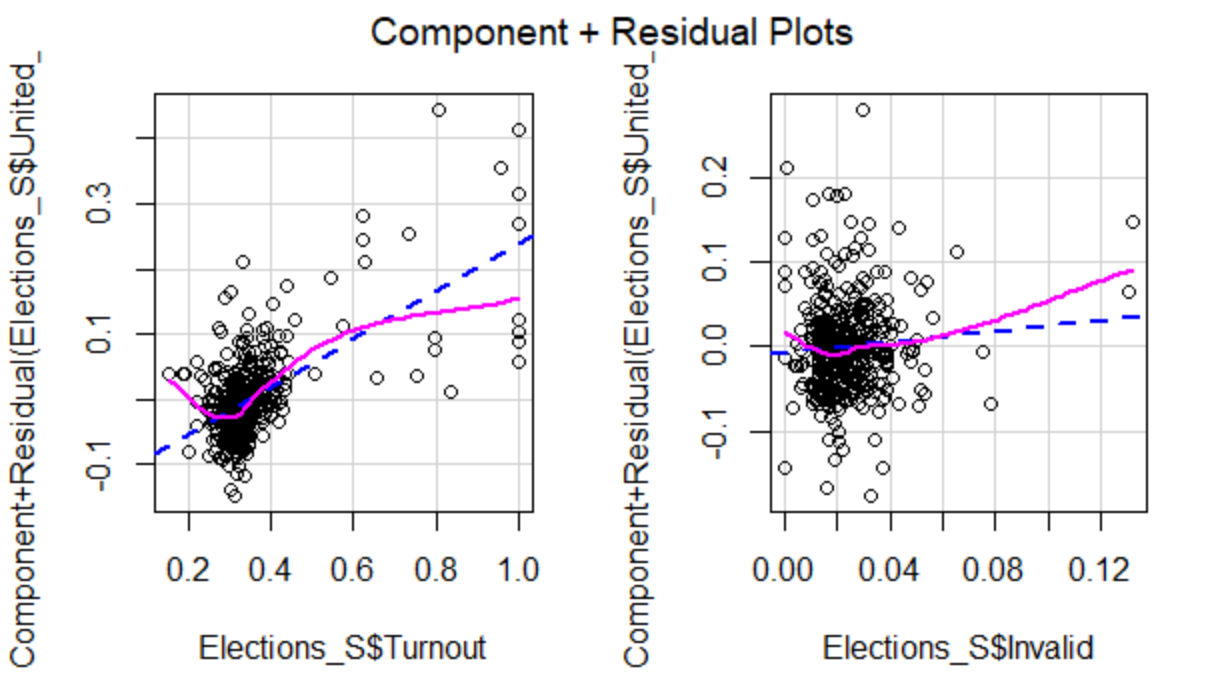 Component + Residual Plots
Component+Residual(Elections_S$United_
0.3
0.1
-0.1
0.2 0.4 0.6 0.8 1.0
Elections_S$Turnout
Component+Residual(Elections_S$United_
0.2
0.1
0.0
-0.1
0.00 0.04 0.08 0.12
Elections_S$Invalid